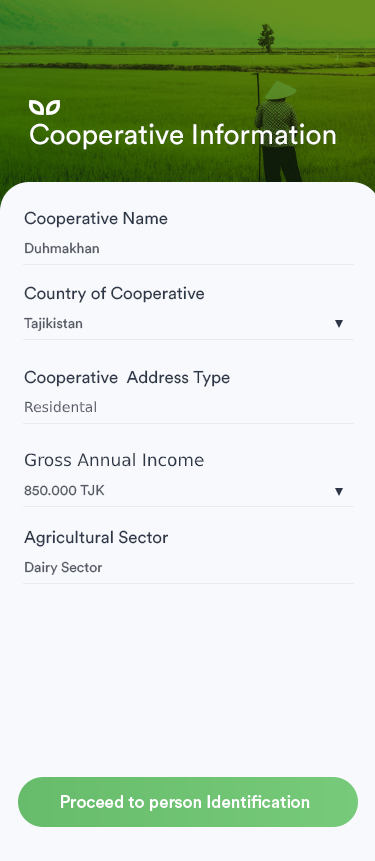 Cooperative Information
Cooperative Name
Duhmakhan
Country of Cooperative
Tajikistan
Cooperative  Address Type
Residental
Gross Annual Income
850.000 TJK
Agricultural Sector
Dairy Sector
Proceed to person Identification